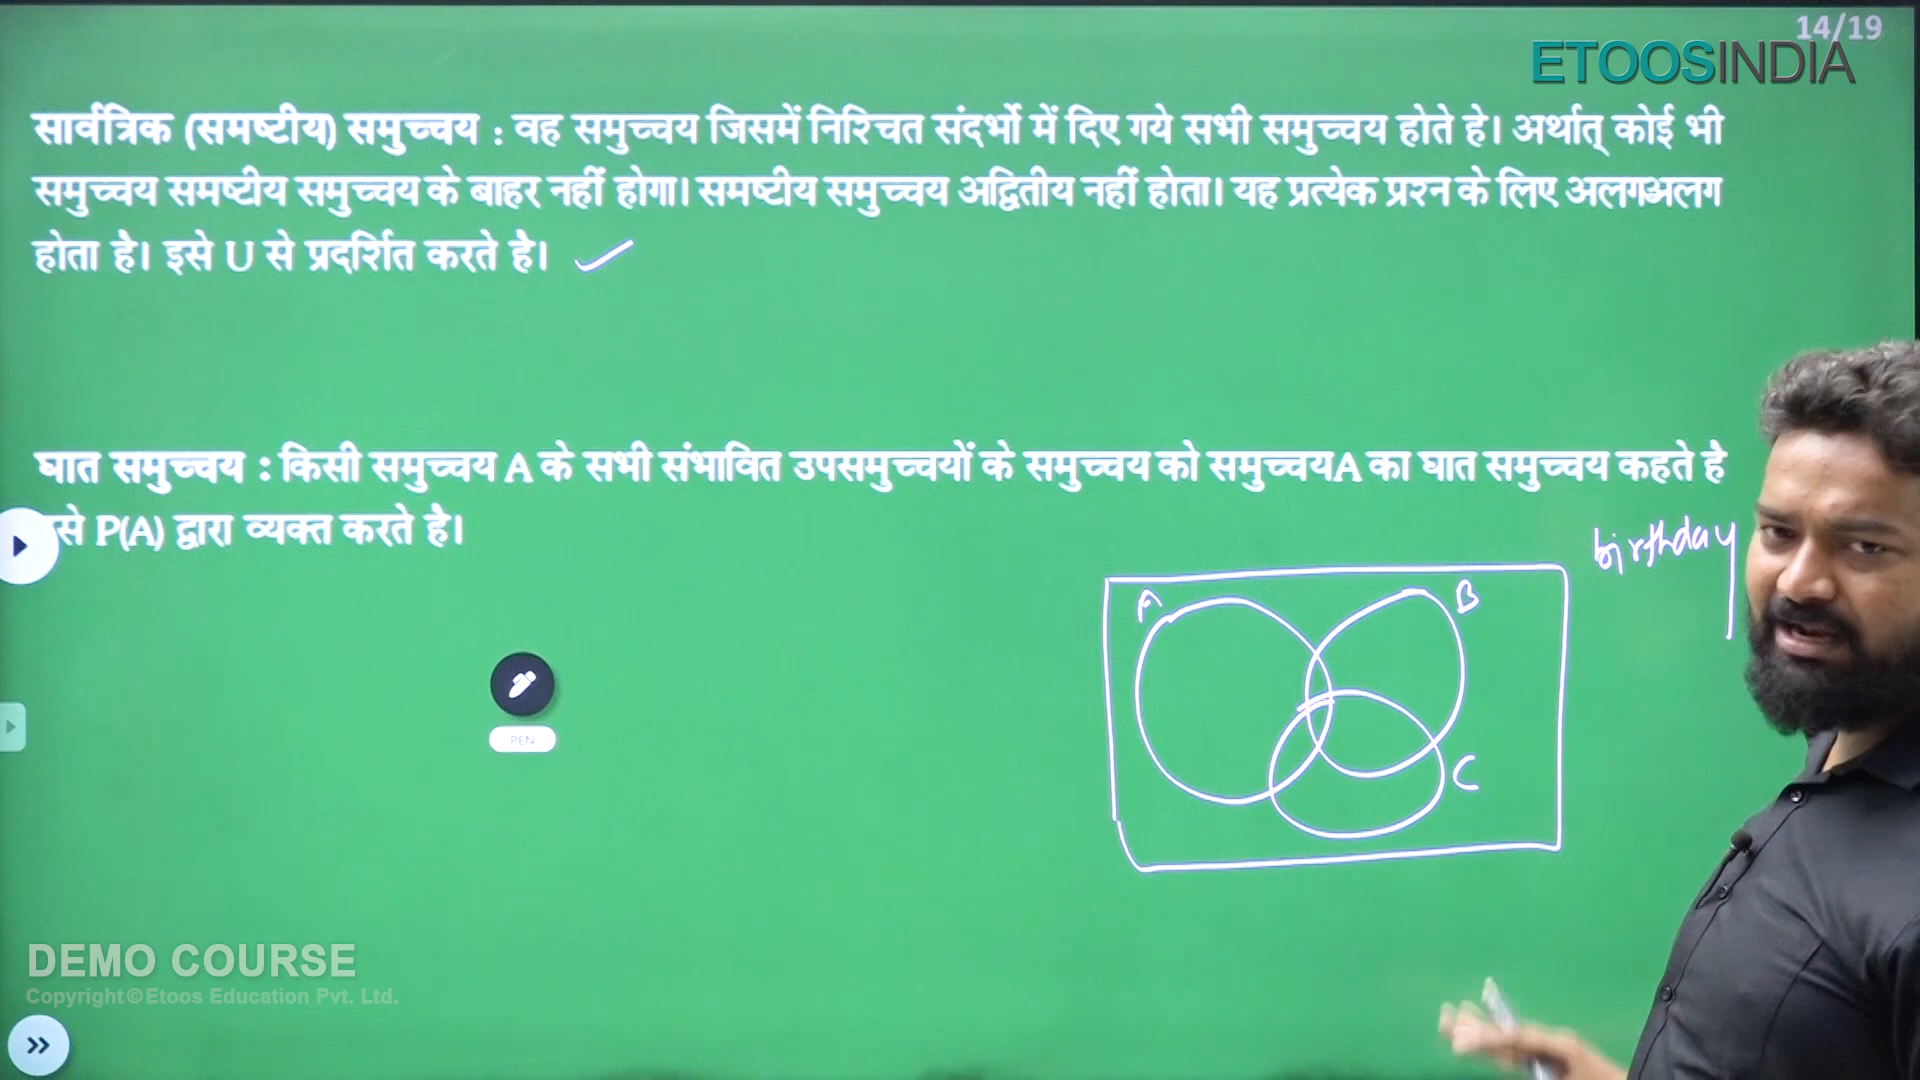 14/19
ETOOSINDIA
सार्वत्रिक (समष्टीय) समुच्चय : वह समुच्चय जिसमें निश्चित संदर्भो में दिए गये सभी समुच्चय होते हे। अर्थात् कोई भी
समुच्चय समष्टीय समुच्चय के बाहर नहीं होगा। समष्टीय समुच्चय अद्वितीय नहीं होता। यह प्रत्येक प्रश्न के लिए अलगअलग
होता है। इसे U से प्रदर्शित करते है।
घात समुच्चय : किसी समुच्चय A के सभी संभावित उपसमुच्चयों के समुच्चय को समुच्चयA का घात समुच्चय कहते है
से P(A) द्वारा व्यक्त करते है।
birthday
A B
C
PEN
DEMO COURSE
Copyright©Etoos Education Pvt. Ltd.